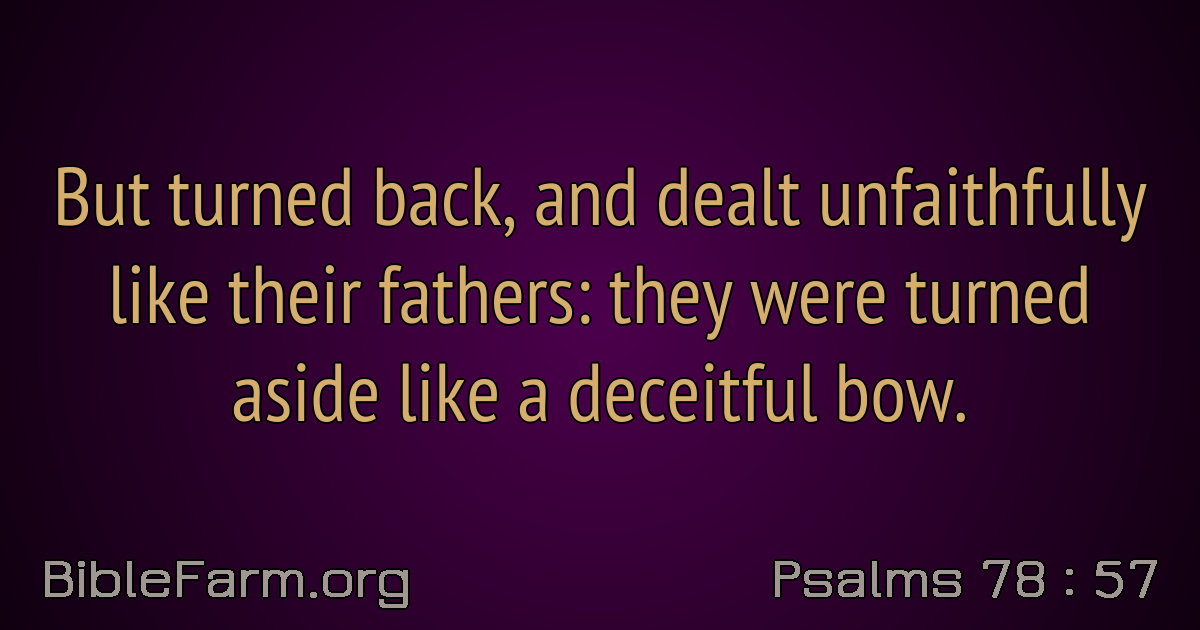 But turned back, and dealt unfaithfully
like their fathers: they were turned
aside like a deceitful bow.
BibleFarm.org
Psalms 78 : 57